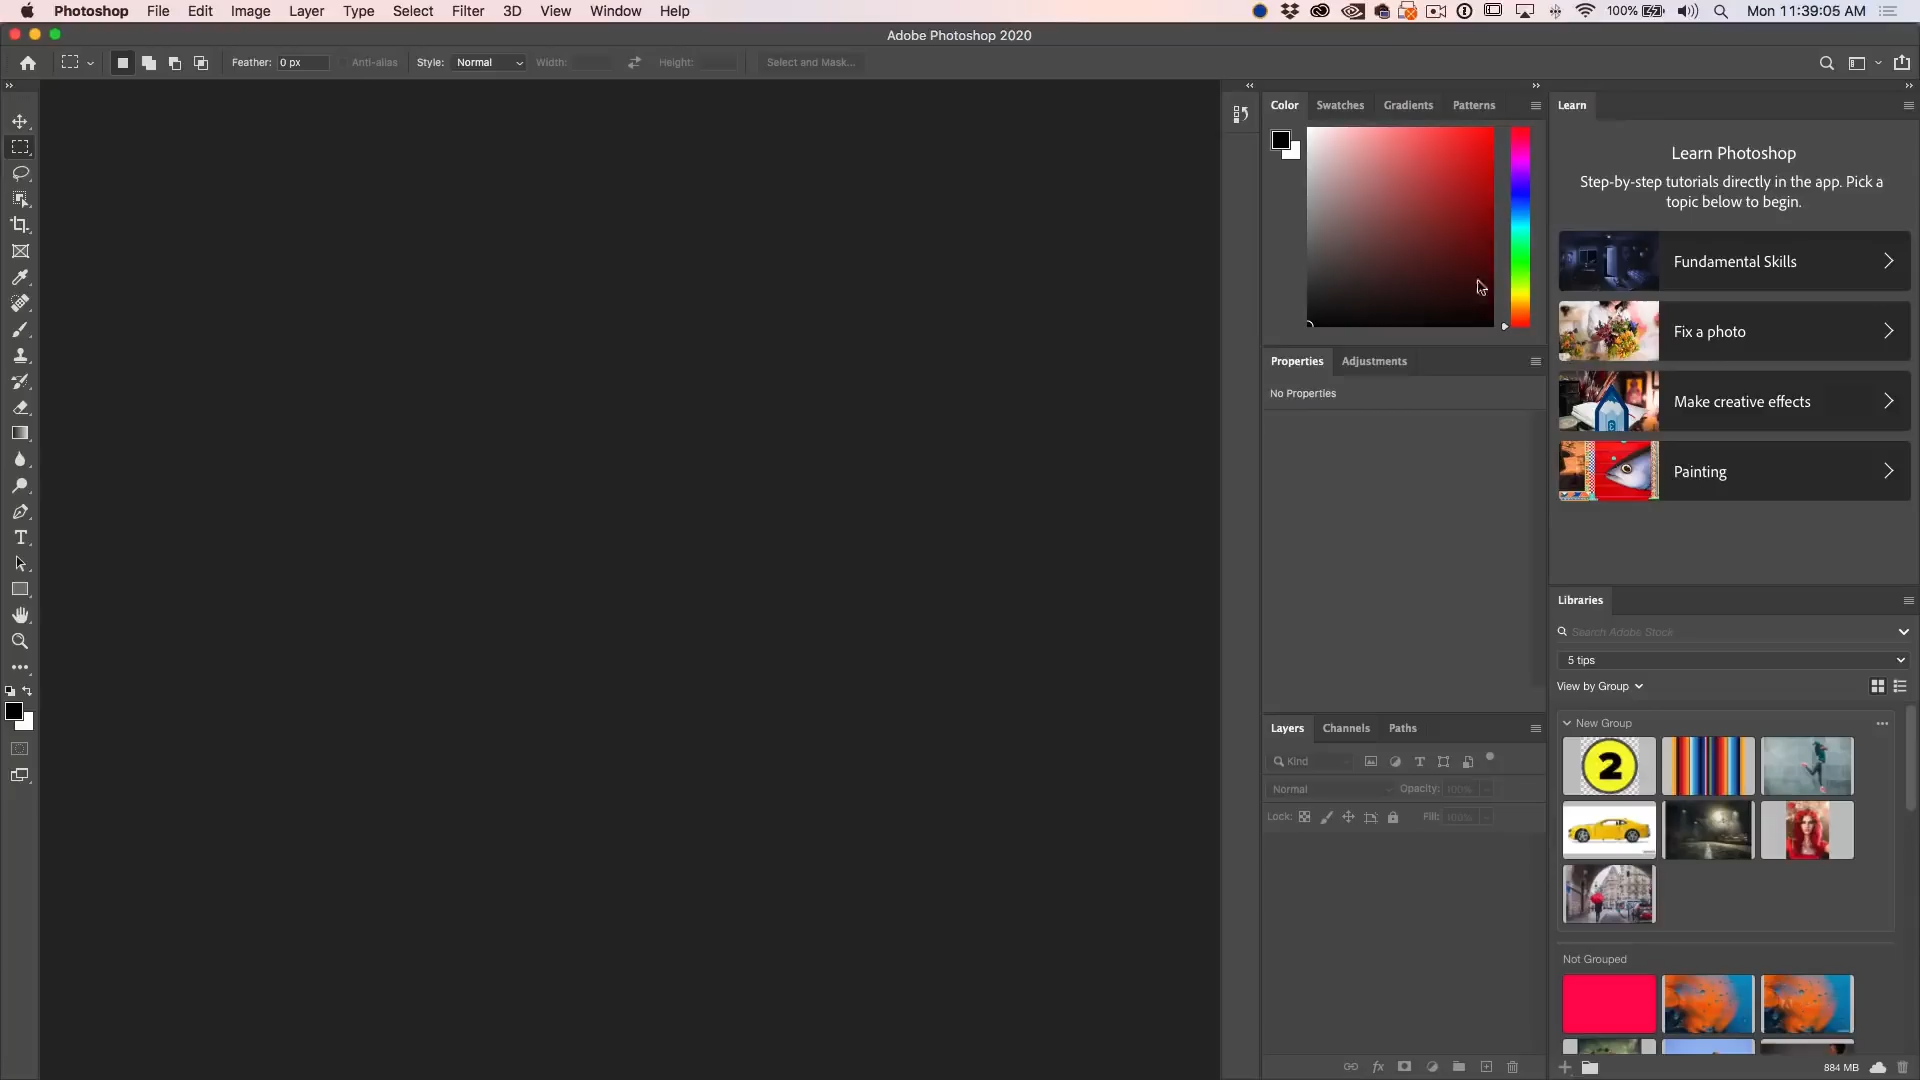 Photoshop File Edit Image Layer Type Select Filter 3D View Window Help 100% Mon 11:39:05 AM
Adobe Photoshop 2020
Feather: 0 px Anti-alias Style: Normal Width: Height: Select and Mask...
Color Swatches Gradients Patterns
Learn
Learn Photoshop
Step-by-step tutorials directly in the app. Pick a
topic below to begin.
Fundamental Skills
Fix a photo
Make creative effects
Painting
Properties Adjustments
No Properties
Libraries
Search Adobe Stock
5 tips
View by Group
New Group
2
Not Grouped
884 MB
Layers Channels Paths
Kind
Normal Opacity: 100%
Lock: Fill: 100%